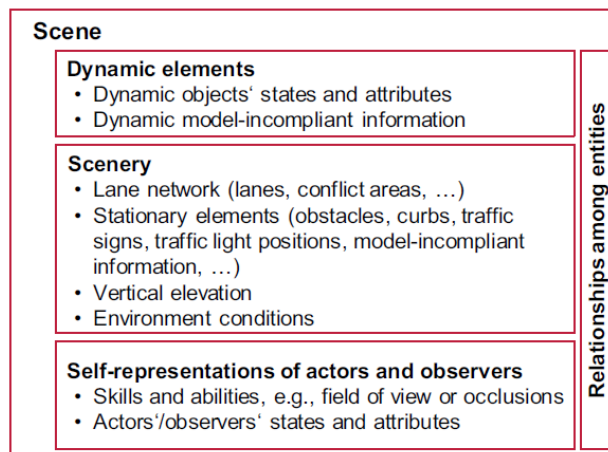 Scene
Dynamic elements
• Dynamic objects‘ states and attributes
• Dynamic model-incompliant information
Scenery
• Lane network (lanes, conflict areas, …)
• Stationary elements (obstacles, curbs, traffic
signs, traffic light positions, model-incompliant
information, …)
• Vertical elevation
• Environment conditions
Self-representations of actors and observers
• Skills and abilities, e.g., field of view or occlusions
• Actors‘/observers‘ states and attributes
Relationships among entities